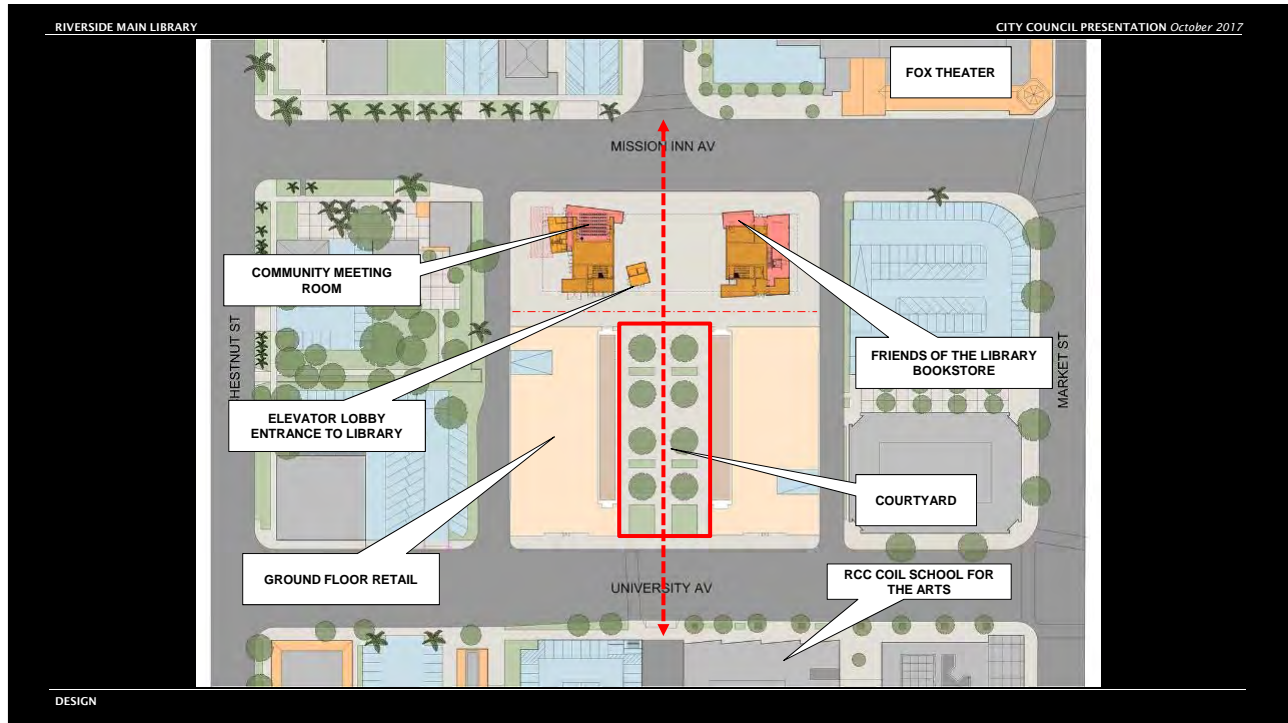 RIVERSIDE MAIN LIBRARY
CITY COUNCIL PRESENTATION October 2017
FOX THEATER
MISSION INN AV
COMMUNITY MEETING
ROOM
HESTNUT ST
MARKET ST
FRIENDS OF THE LIBRARY
BOOKSTORE
ELEVATOR LOBBY
ENTRANCE TO LIBRARY
COURTYARD
GROUND FLOOR RETAIL
RCC COIL SCHOOL FOR
THE ARTS
UNIVERSITY AV
DESIGN